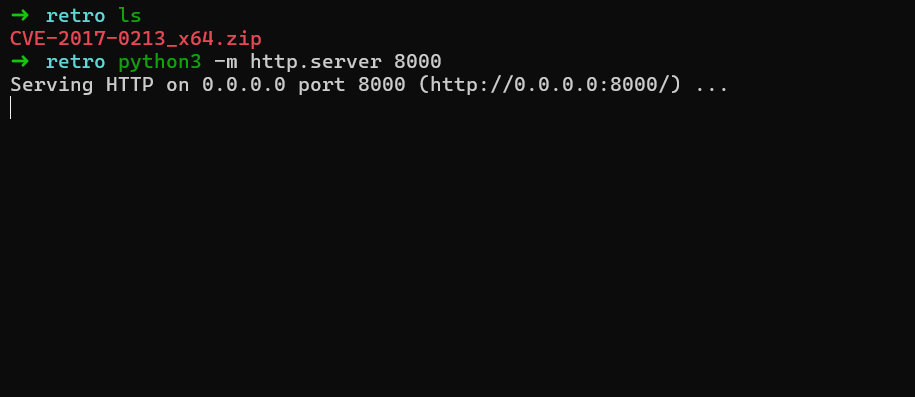 ➜ retro ls
CVE-2017-0213_x64.zip
➜ retro python3 -m http.server 8000
Serving HTTP on 0.0.0.0 port 8000 (http://0.0.0.0:8000/) ...